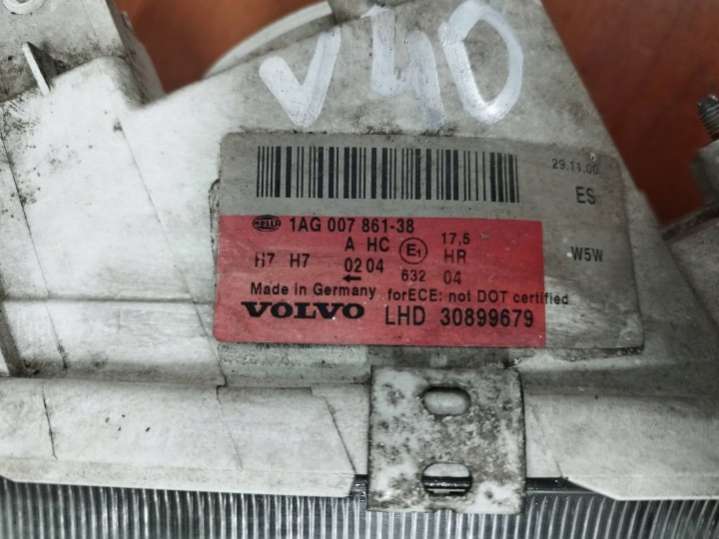 V40
29.11.00
ES
HELLA 1AG 007 861-38
A HC E1 17,5
H7 H7 02 04 632 HR 04 W5W
←
Made in Germany forECE: not DOT certified
VOLVO LHD 30899679